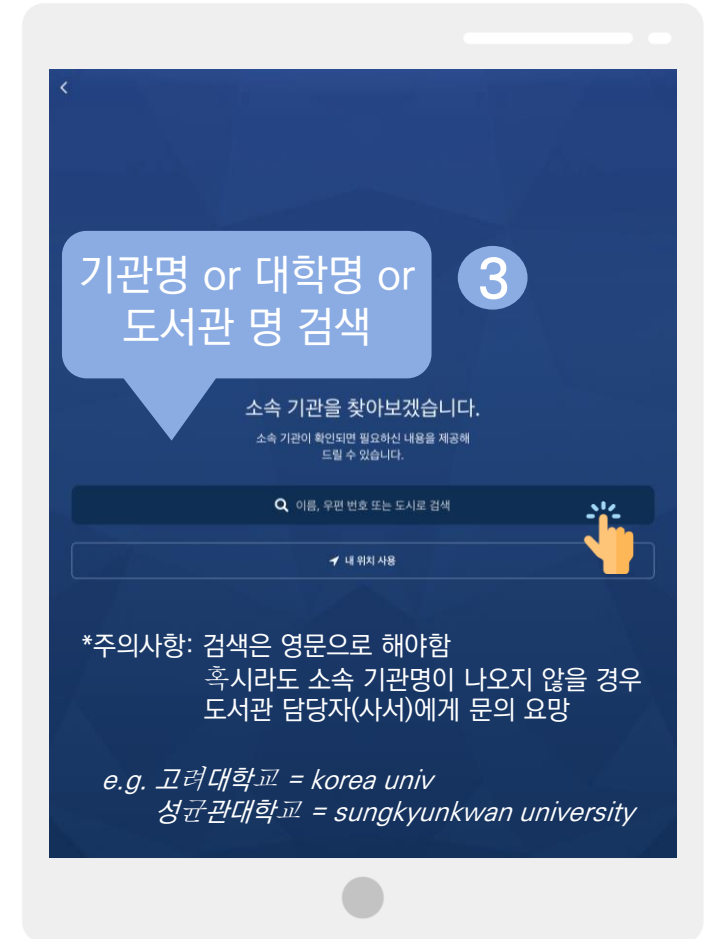 기관명 or 대학명 or
도서관 명 검색
3
소속 기관을 찾아보겠습니다.
소속 기관이 확인되면 필요하신 내용을 제공해
드릴 수 있습니다.
이름, 우편 번호 또는 도시로 검색
내 위치 사용
*주의사항: 검색은 영문으로 해야함
혹시라도 소속 기관명이 나오지 않을 경우
도서관 담당자(사서)에게 문의 요망
e.g. 고려대학교 = korea univ
성균관대학교 = sungkyunkwan university